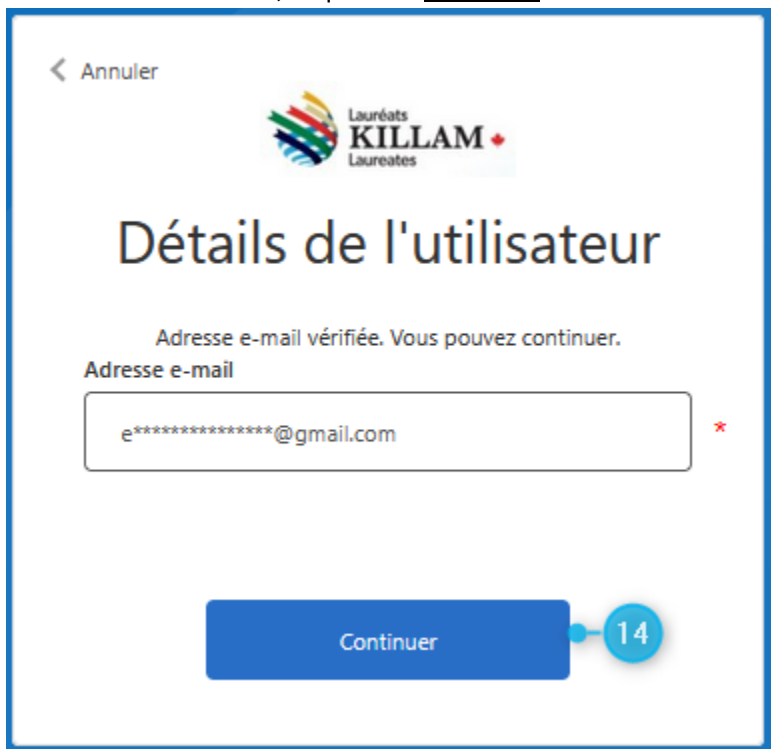 Annuler
Lauréats
KILLAM
Laureates
Détails de l'utilisateur
Adresse e-mail vérifiée. Vous pouvez continuer.
Adresse e-mail
e***************@gmail.com *
Continuer
14